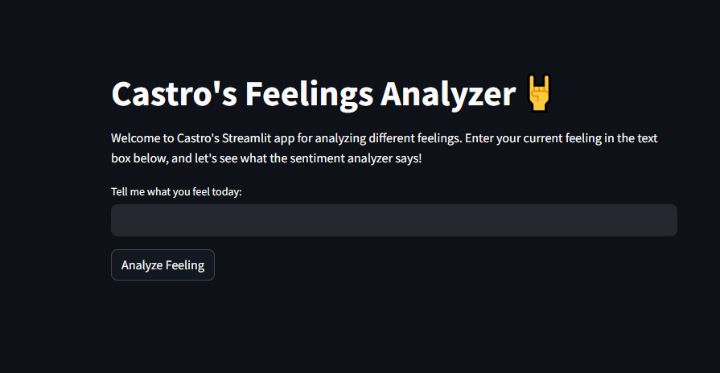 Castro's Feelings Analyzer 🤘
Welcome to Castro's Streamlit app for analyzing different feelings. Enter your current feeling in the text
box below, and let's see what the sentiment analyzer says!
Tell me what you feel today:
Analyze Feeling